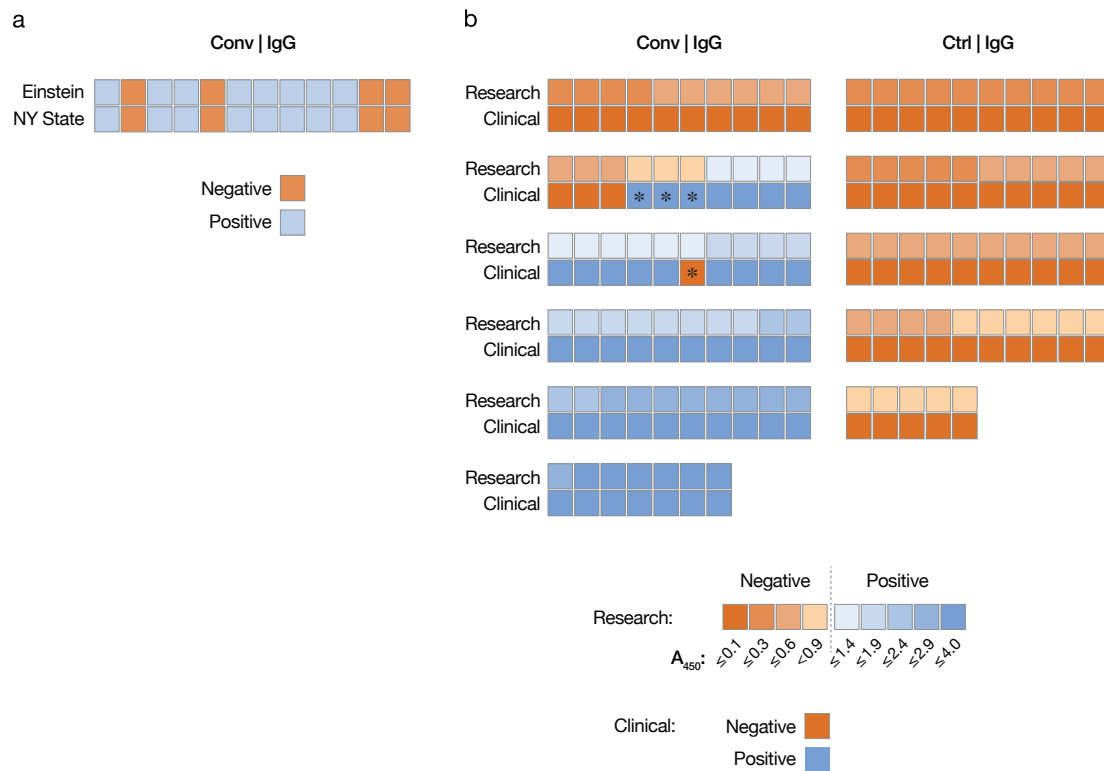 a
Conv | IgG
Einstein
NY State
Negative
Positive
b
Conv | IgG
Ctrl | IgG
Research
Clinical
Research
Clinical
* * *
Research
Clinical
*
Research
Clinical
Research
Clinical
Research
Clinical
Negative Positive
Research:
A450: ≤0.1 ≤0.3 ≤0.6 <0.9 ≤1.4 ≤1.9 ≤2.4 ≤2.9 ≤4.0
Clinical: Negative
Positive